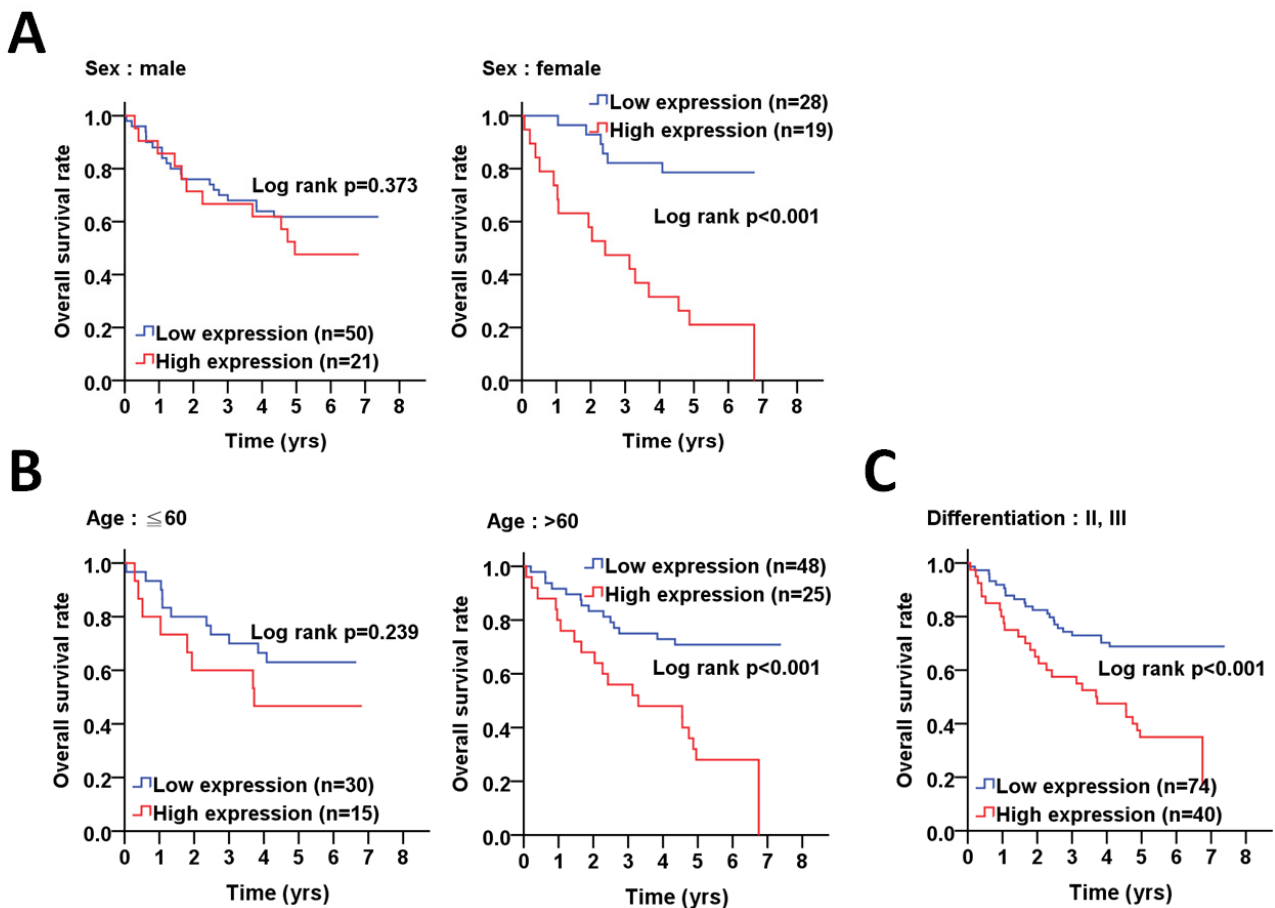 A
Sex : male
Overall survival rate
1.0
0.8
0.6
0.4
0.2
0.0
Log rank p=0.373
Low expression (n=50)
High expression (n=21)
0 1 2 3 4 5 6 7 8
Time (yrs)
Sex : female
Overall survival rate
1.0
0.8
0.6
0.4
0.2
0.0
Low expression (n=28)
High expression (n=19)
Log rank p<0.001
0 1 2 3 4 5 6 7 8
Time (yrs)
B
Age : ≦60
Overall survival rate
1.0
0.8
0.6
0.4
0.2
0.0
Log rank p=0.239
Low expression (n=30)
High expression (n=15)
0 1 2 3 4 5 6 7 8
Time (yrs)
Age : >60
Overall survival rate
1.0
0.8
0.6
0.4
0.2
0.0
Low expression (n=48)
High expression (n=25)
Log rank p<0.001
0 1 2 3 4 5 6 7 8
Time (yrs)
C
Differentiation : II, III
Overall survival rate
1.0
0.8
0.6
0.4
0.2
0.0
Log rank p<0.001
Low expression (n=74)
High expression (n=40)
0 1 2 3 4 5 6 7 8
Time (yrs)